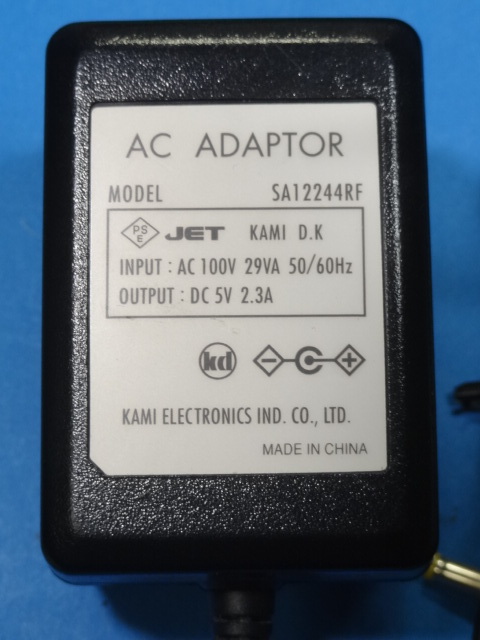 AC ADAPTOR
MODEL SA12244RF
PS E JET KAMI D.K
INPUT : AC 100V 29VA 50/60Hz
OUTPUT : DC 5V 2.3A
kd
KAMI ELECTRONICS IND. CO., LTD.
MADE IN CHINA